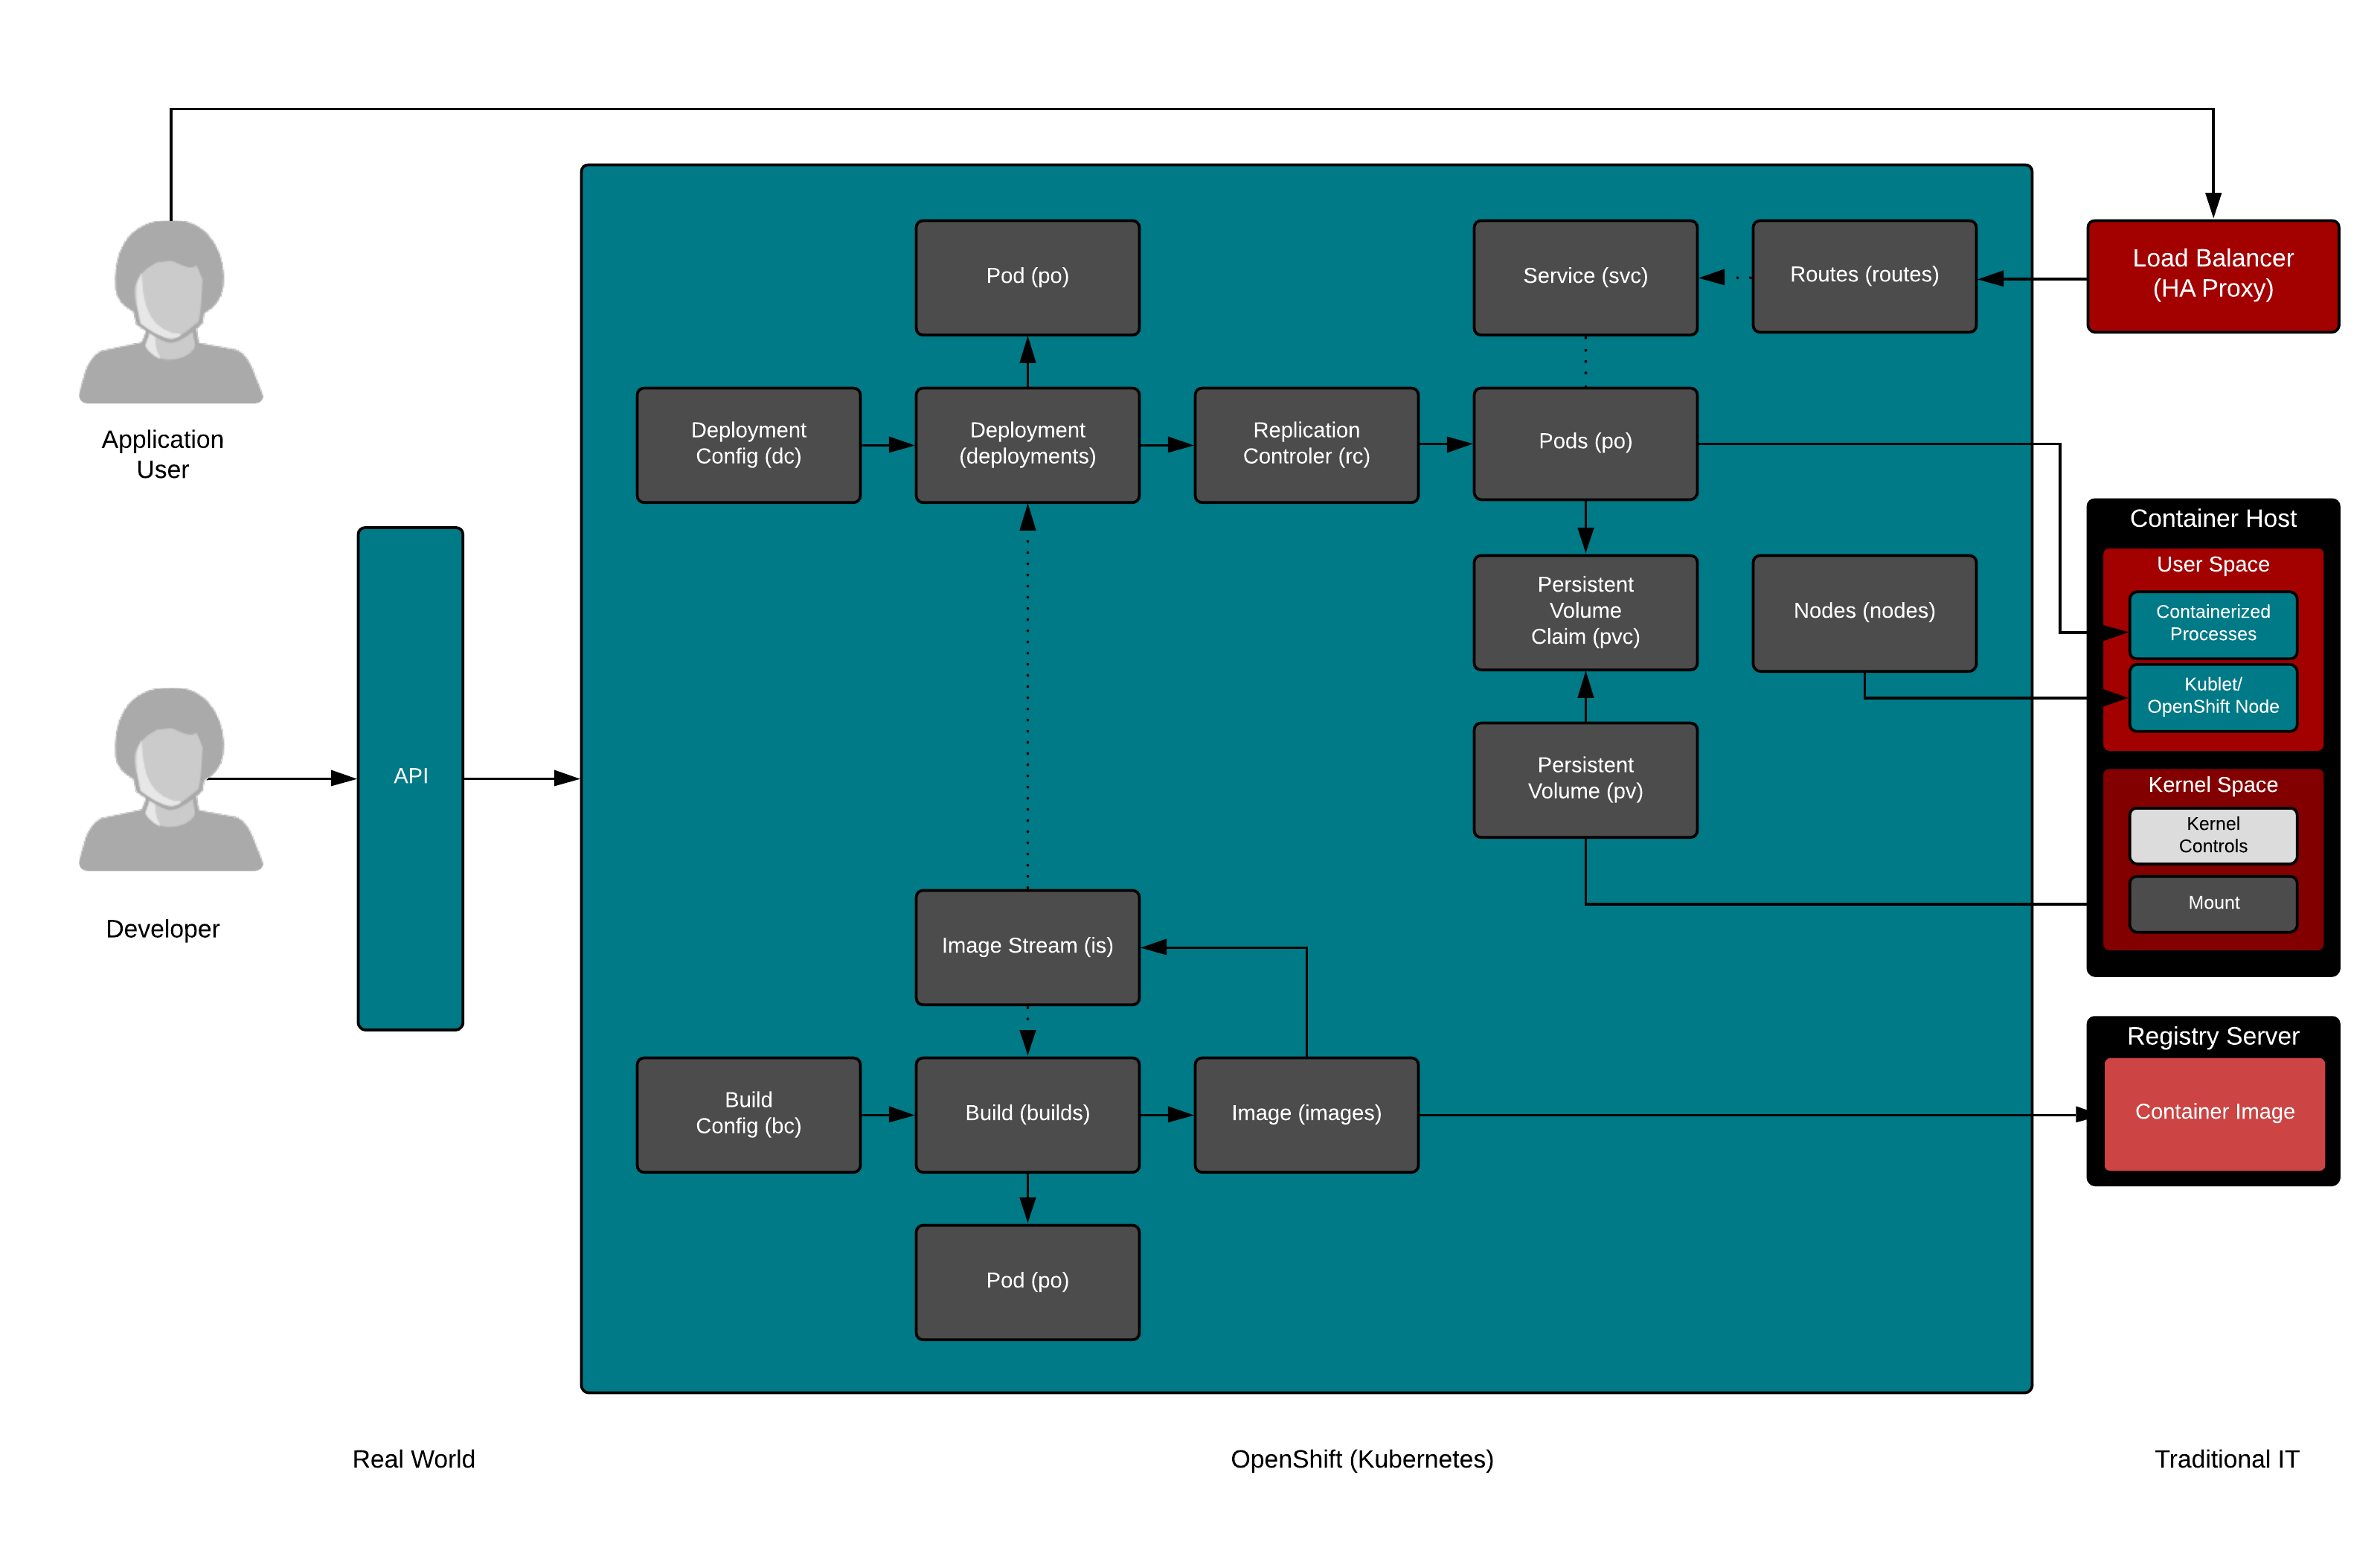 Application
User
Developer
API
Pod (po)
Service (svc)
Routes (routes)
Load Balancer
(HA Proxy)
Deployment
Config (dc)
Deployment
(deployments)
Replication
Controler (rc)
Pods (po)
Persistent
Volume
Claim (pvc)
Nodes (nodes)
Persistent
Volume (pv)
Container Host
User Space
Containerized
Processes
Kublet/
OpenShift Node
Kernel Space
Kernel
Controls
Mount
Image Stream (is)
Build
Config (bc)
Build (builds)
Image (images)
Registry Server
Container Image
Pod (po)
Real World
OpenShift (Kubernetes)
Traditional IT